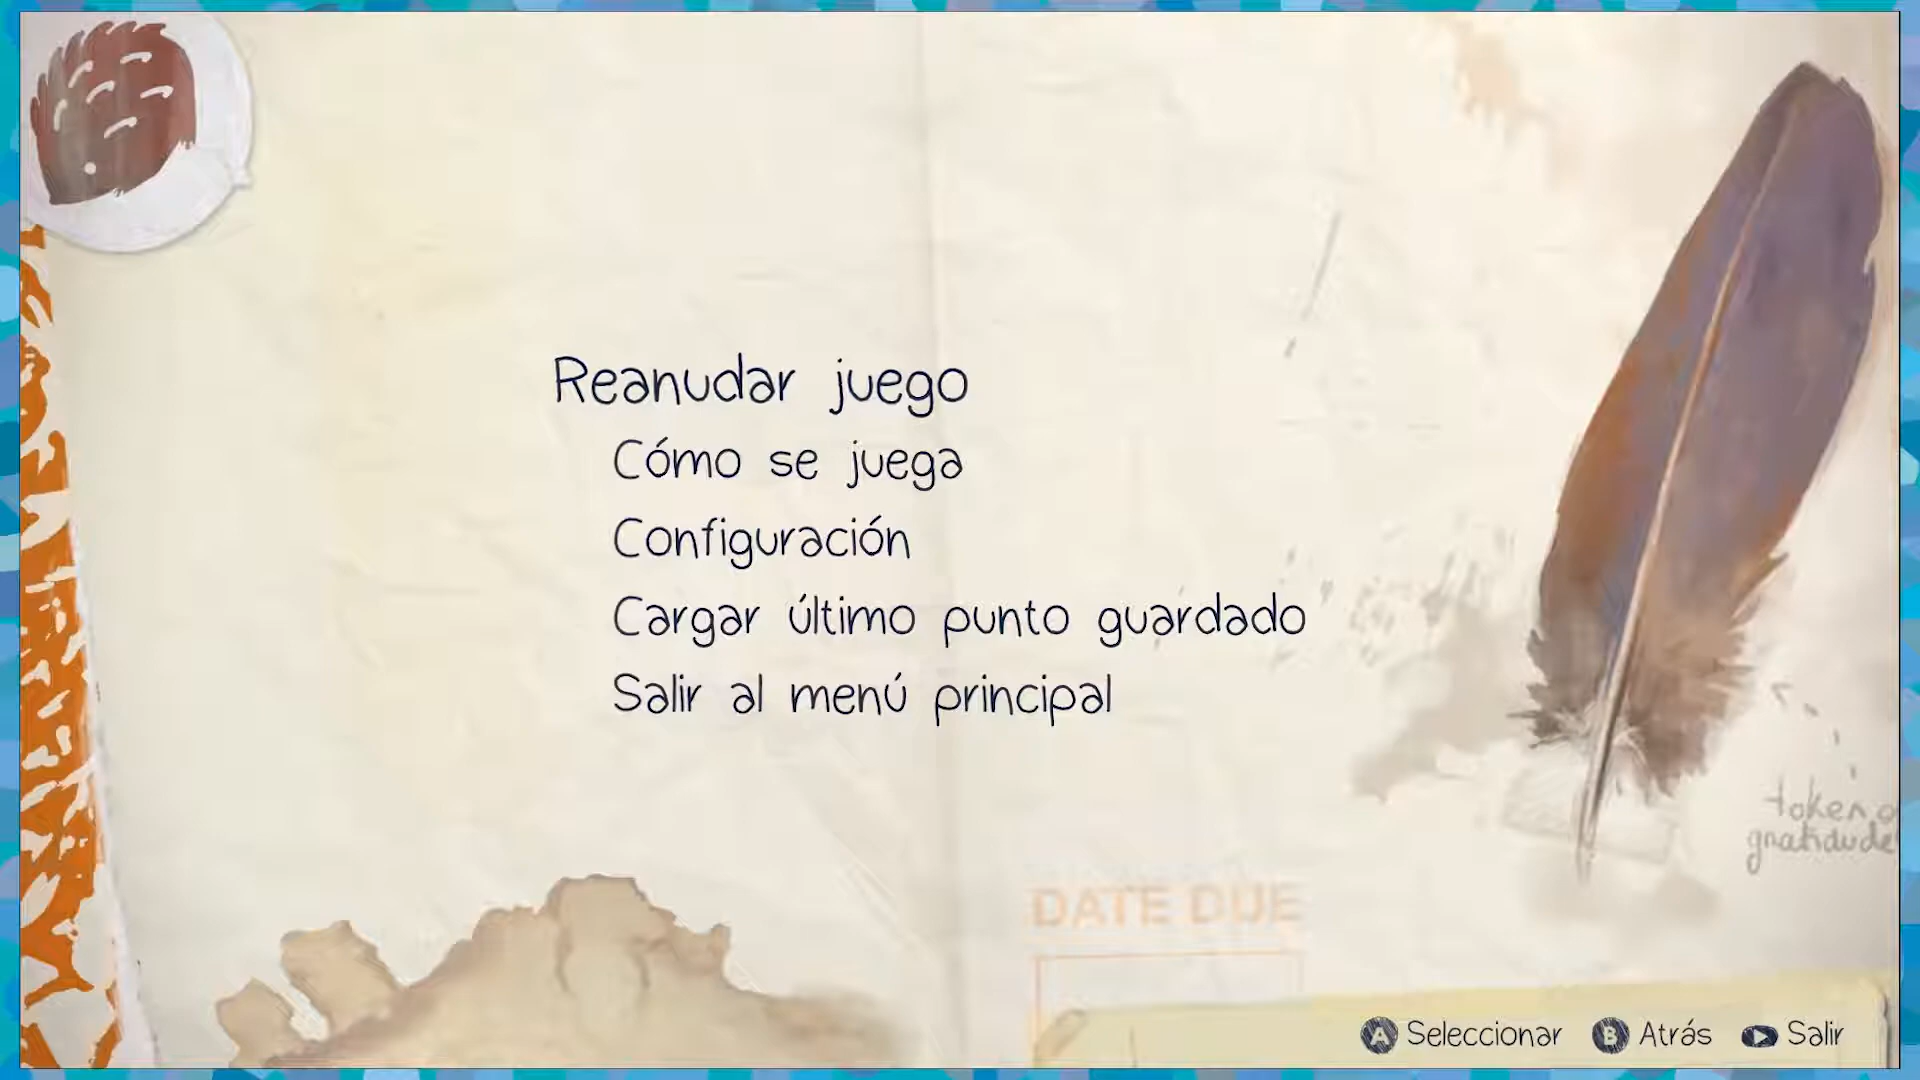 Reanudar juego
Cómo se juega
Configuración
Cargar último punto guardado
Salir al menú principal
token o
gratidude
DATE DUE
A Seleccionar B Atrás Salir